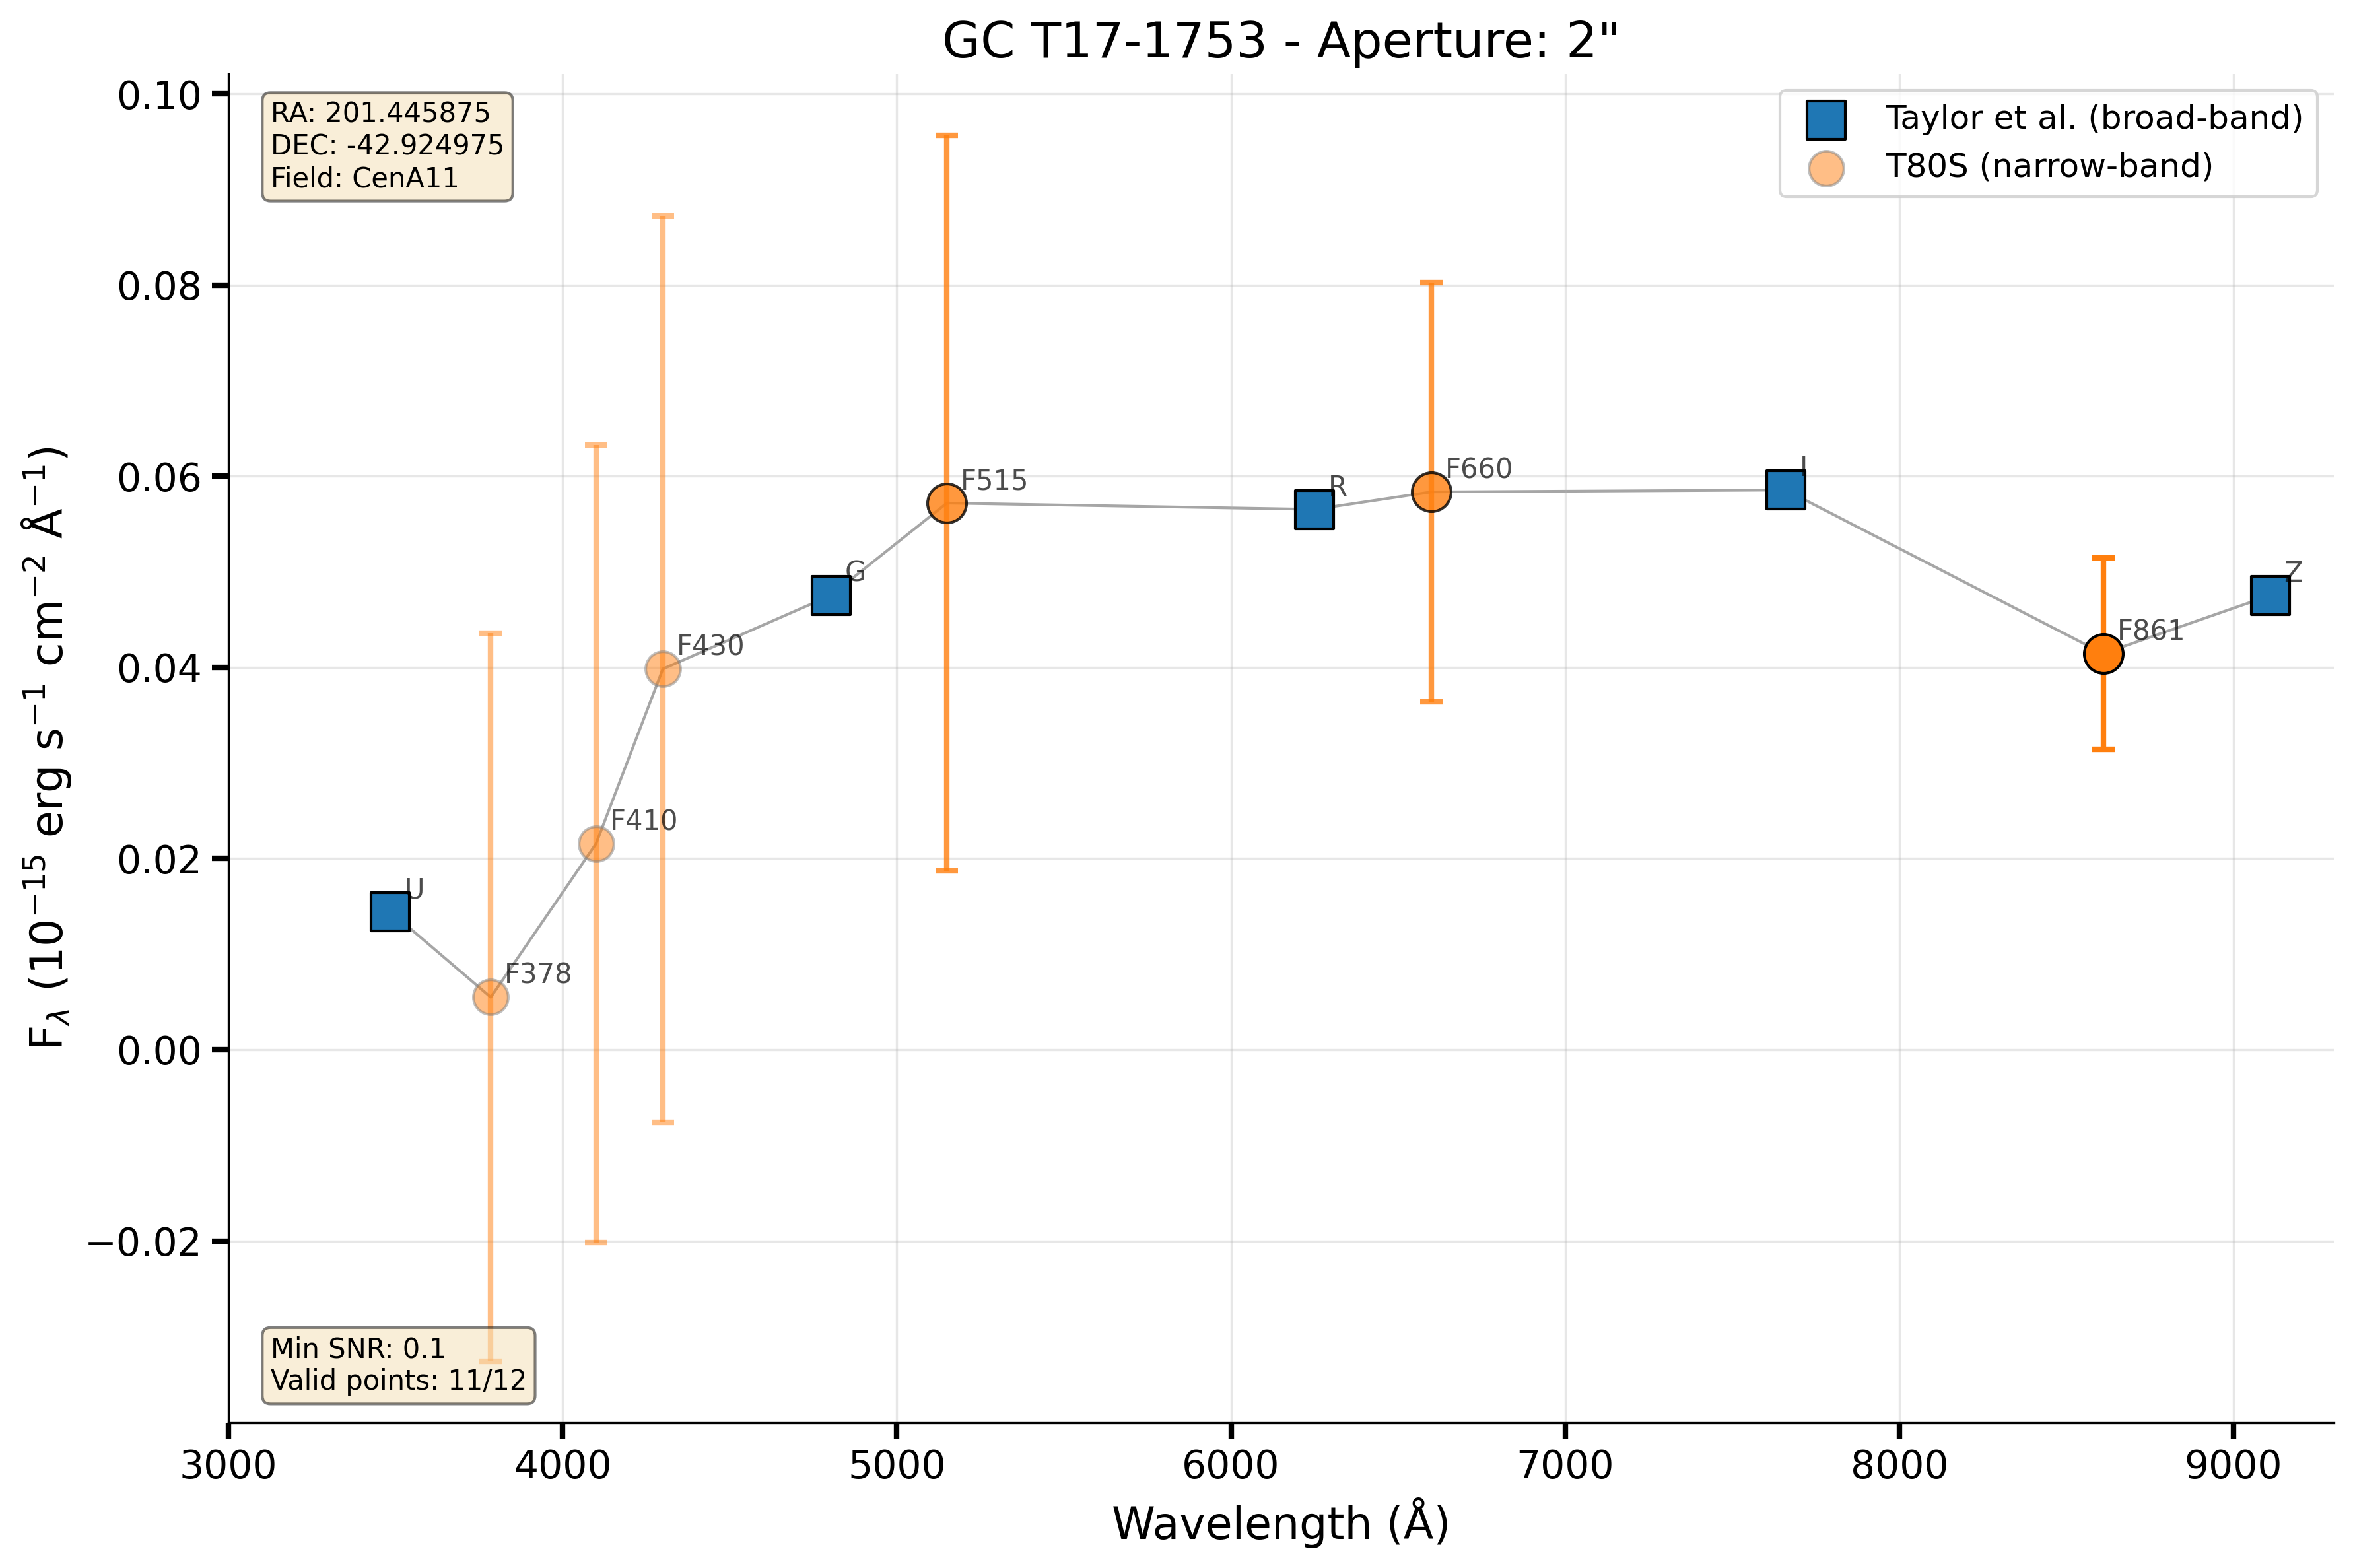 GC T17-1753 - Aperture: 2"
RA: 201.445875
DEC: -42.924975
Field: CenA11
Taylor et al. (broad-band)
T80S (narrow-band)
F$_{\lambda}$ (10$^{-15}$ erg s$^{-1}$ cm$^{-2}$ Å$^{-1}$)
0.10
0.08
0.06
0.04
0.02
0.00
−0.02
U
F378
F410
F430
G
F515
R
F660
I
F861
Z
Min SNR: 0.1
Valid points: 11/12
3000 4000 5000 6000 7000 8000 9000
Wavelength (Å)